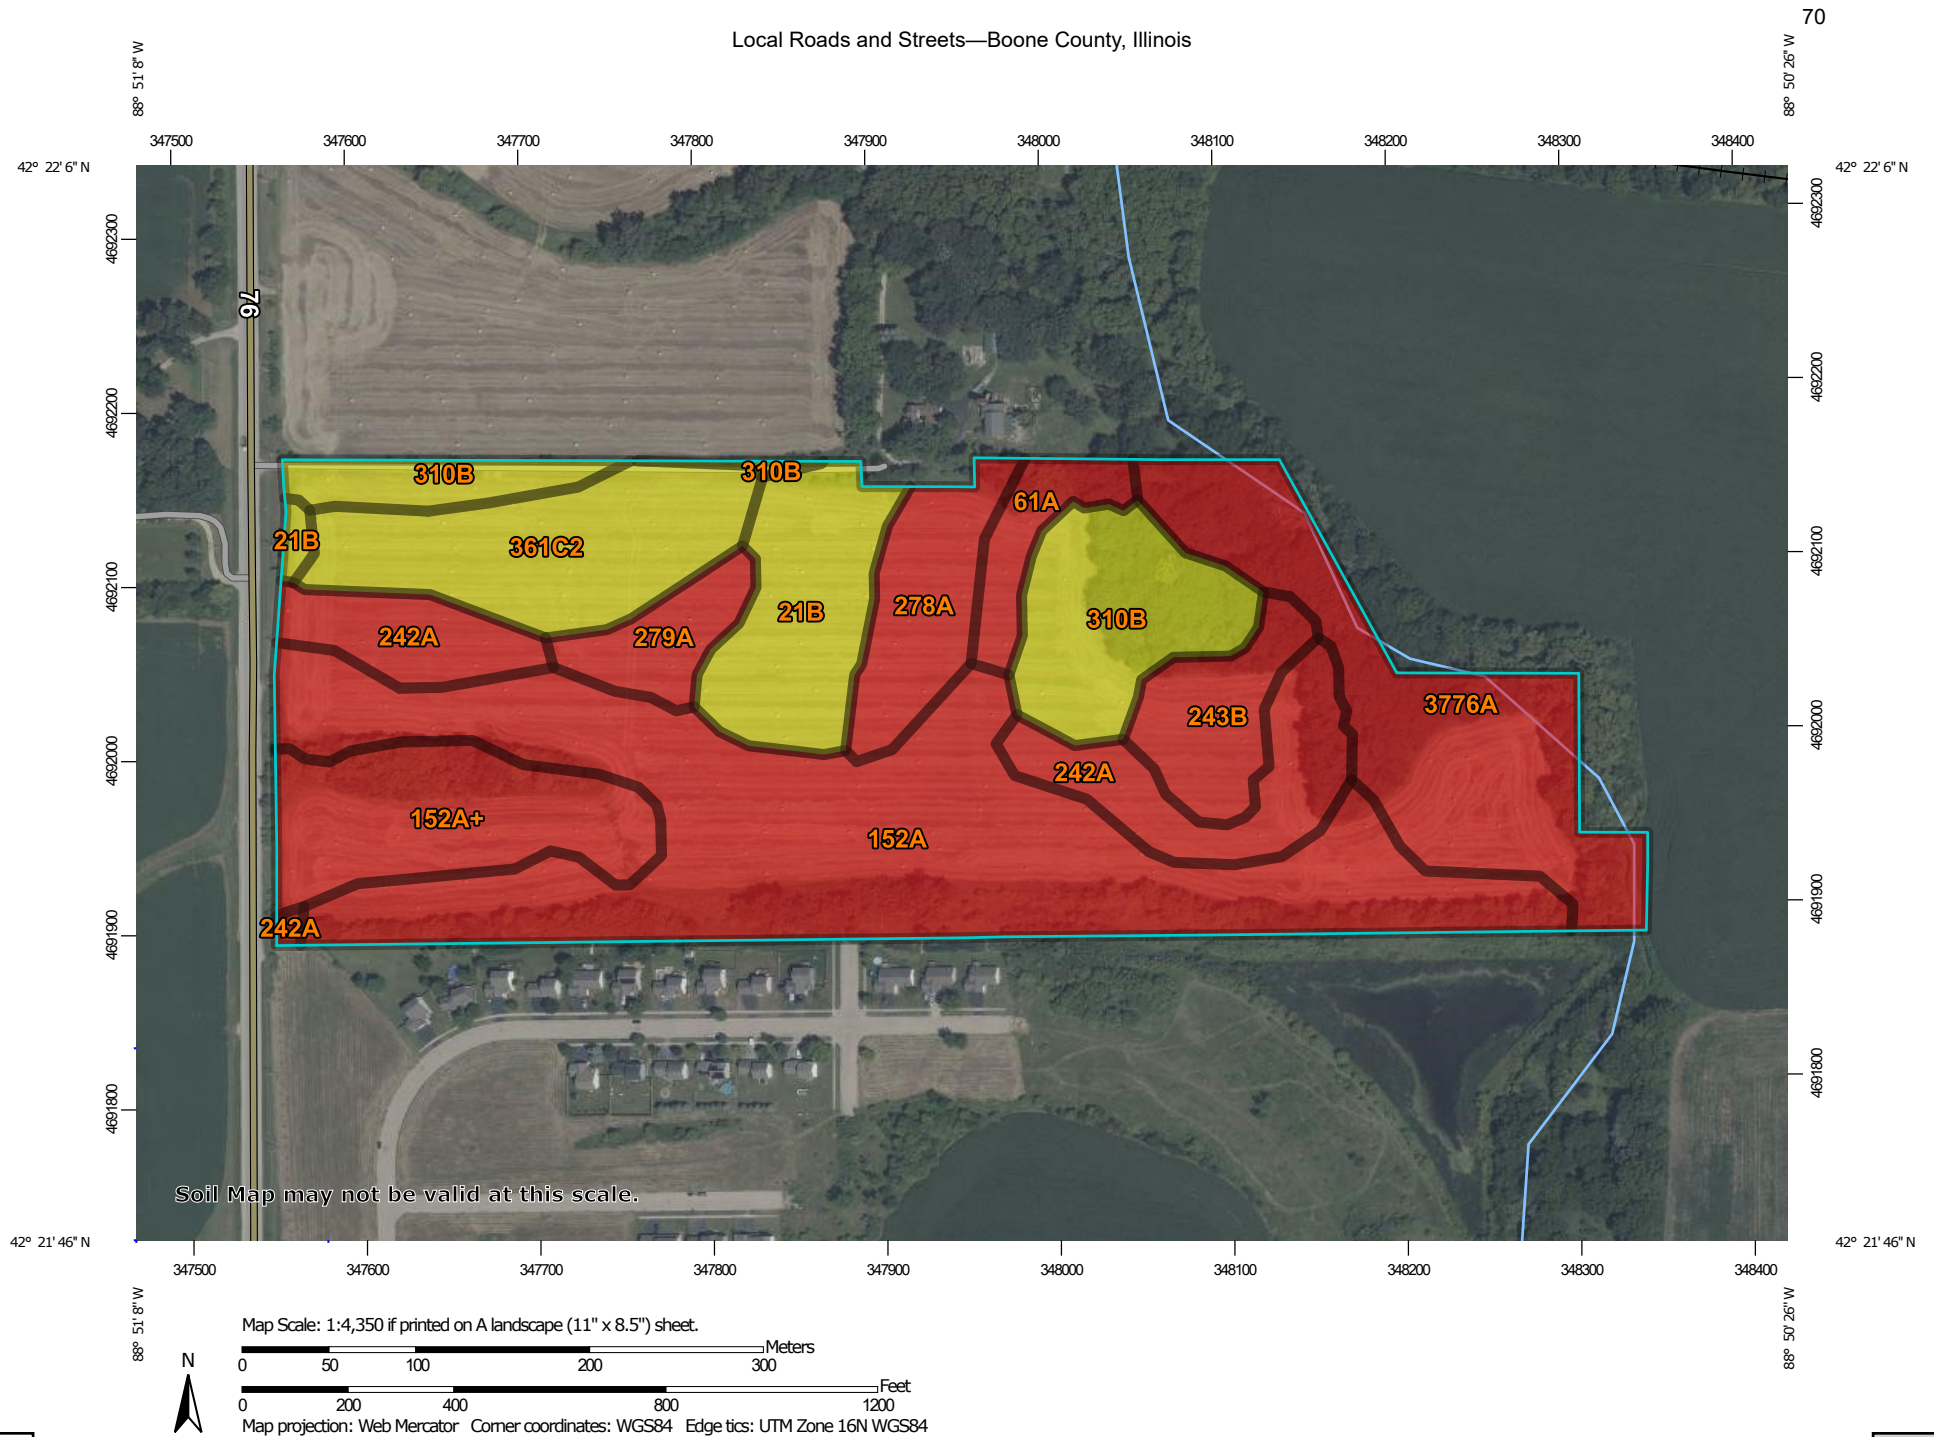 70
Local Roads and Streets—Boone County, Illinois
88° 51' 8'' W
88° 50' 26'' W
347500 347600 347700 347800 347900 348000 348100 348200 348300 348400
42° 22' 6'' N
42° 22' 6'' N
4692300
4692200
4692100
4692000
4691900
4691800
4692300
4692200
4692100
4692000
4691900
4691800
76
310B
310B
61A
21B
361C2
278A
21B
310B
242A
279A
3776A
243B
242A
152A+
152A
242A
Soil Map may not be valid at this scale.
42° 21' 46'' N
42° 21' 46'' N
347500 347600 347700 347800 347900 348000 348100 348200 348300 348400
88° 51' 8'' W
88° 50' 26'' W
Map Scale: 1:4,350 if printed on A landscape (11" x 8.5") sheet.
N
Meters
0 50 100 200 300
Feet
0 200 400 800 1200
Map projection: Web Mercator Corner coordinates: WGS84 Edge tics: UTM Zone 16N WGS84